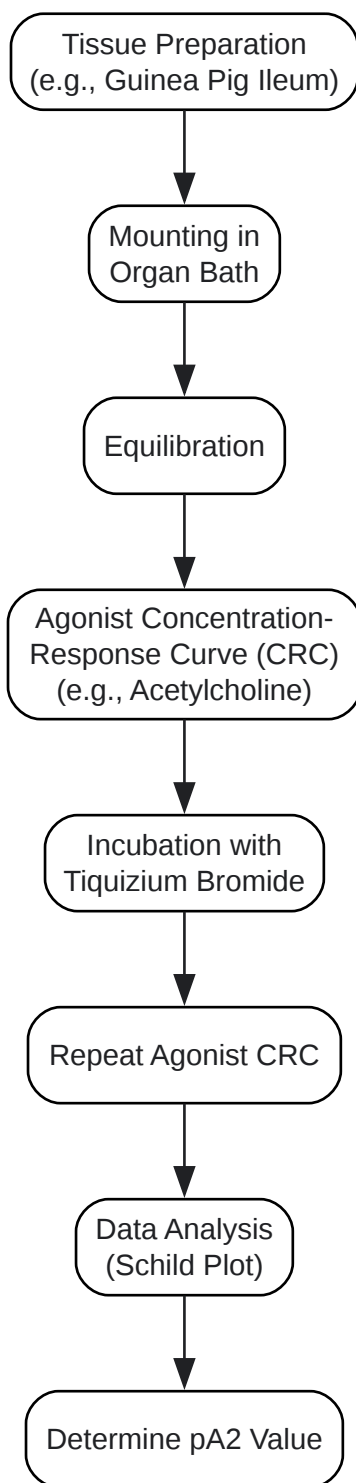 Tissue Preparation
(e.g., Guinea Pig Ileum)
Mounting in
Organ Bath
Equilibration
Agonist Concentration-
Response Curve (CRC)
(e.g., Acetylcholine)
Incubation with
Tiquizium Bromide
Repeat Agonist CRC
Data Analysis
(Schild Plot)
Determine pA2 Value